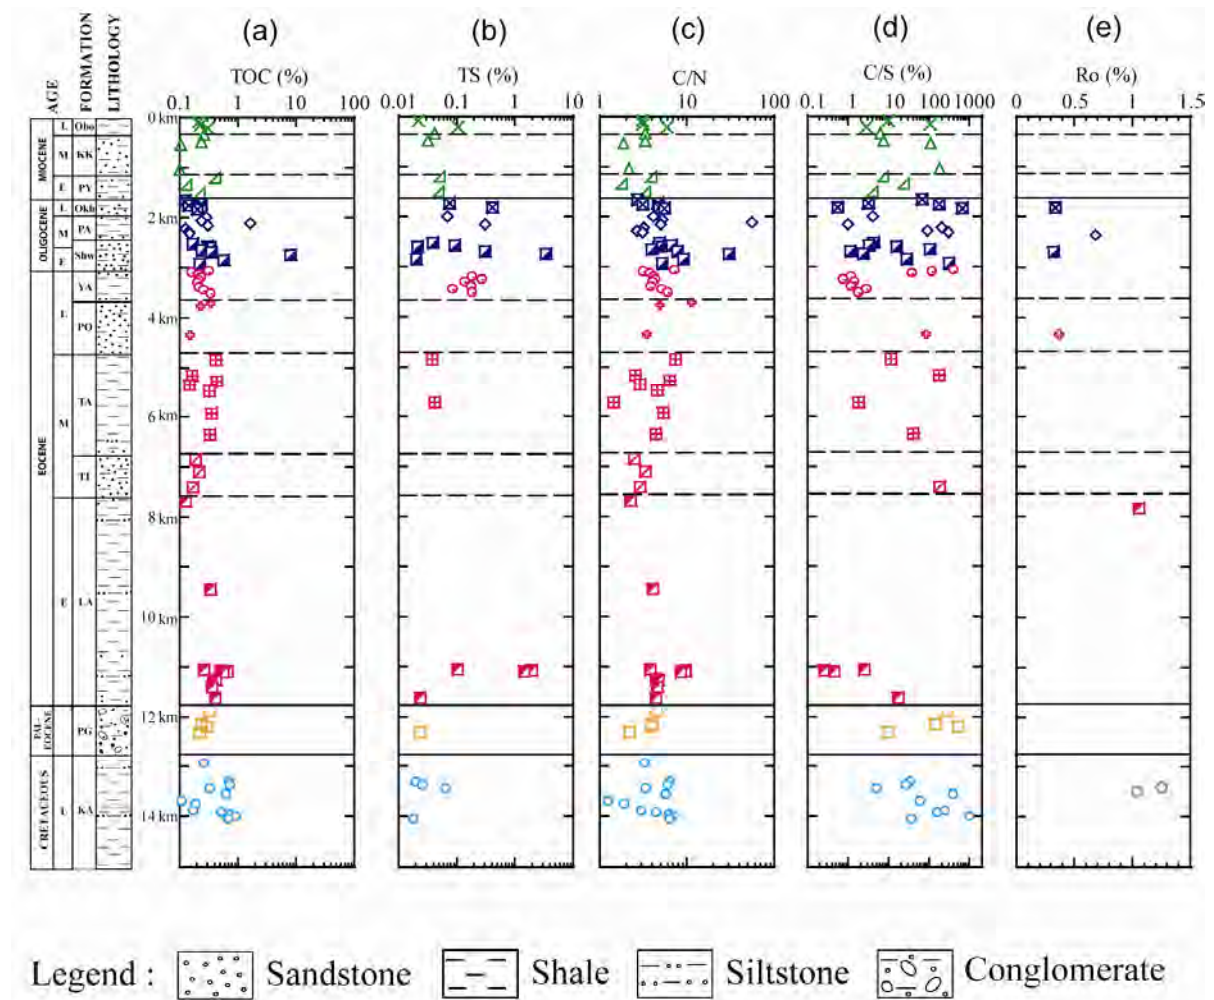 (a) (b) (c) (d) (e)
AGE FORMATION LITHOLOGY
TOC (%) TS (%) C/N C/S (%) Ro (%)
0.1 1 10 100 0.01 0.1 1 10 1 10 100 0.1 1 10 100 1000 0 0.5 1 1.5
0 km
2 km
4 km
6 km
8 km
10 km
12 km
14 km
MIOCENE
L Obo
M KK
E PY
OLIGOCENE
L Okh
M PA
E Shw
EOCENE
L YA
PO
M TA
TI
E LA
PAL-EOCENE
PG
CRETACEOUS
U KA
Legend : Sandstone Shale Siltstone Conglomerate